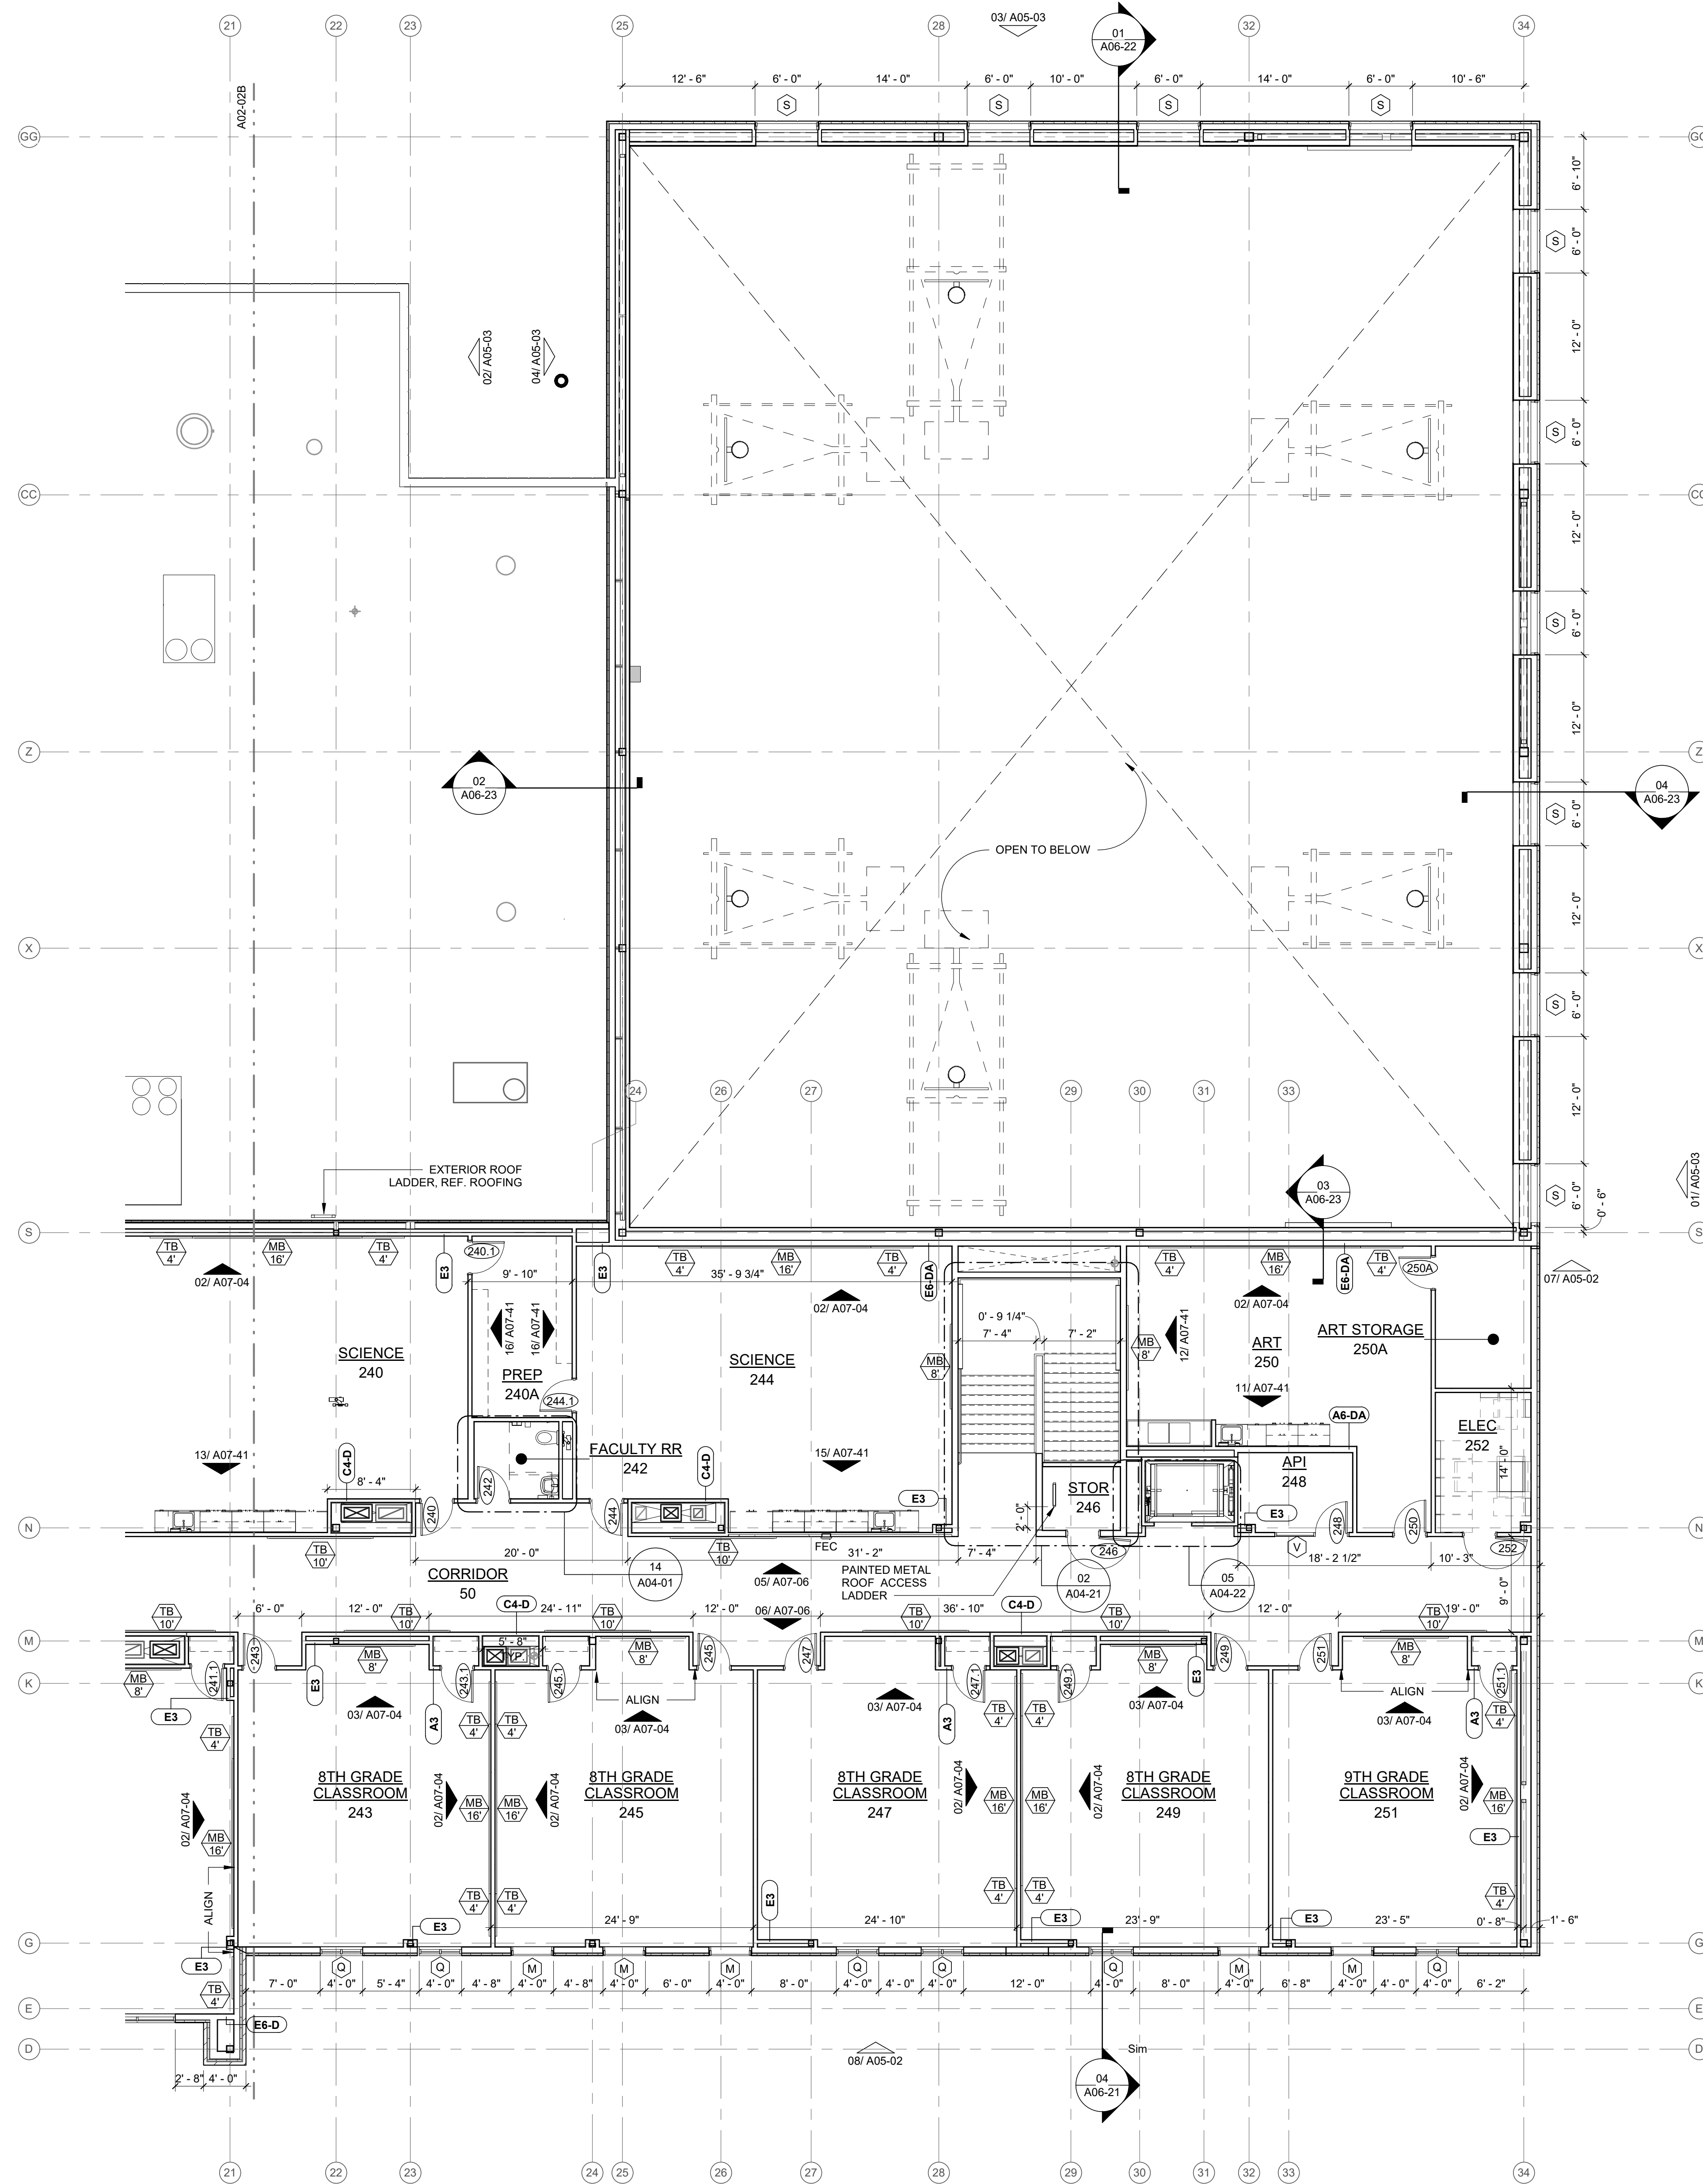 21
22
23
25
28
32
34
03/ A05-03
01
A06-22
A02-02B
12' - 6"
6' - 0"
14' - 0"
6' - 0"
10' - 0"
6' - 0"
14' - 0"
6' - 0"
10' - 6"
S
S
S
S
GG
6' - 10"
S
6' - 0"
12' - 0"
02/ A05-03
04/ A05-03
S
6' - 0"
CC
12' - 0"
S
6' - 0"
12' - 0"
Z
Z
02
A06-23
04
A06-23
S
6' - 0"
OPEN TO BELOW
12' - 0"
X
X
S
6' - 0"
24
26
27
29
30
31
33
12' - 0"
EXTERIOR ROOF
LADDER, REF. ROOFING
03
A06-23
01/ A05-03
S
6' - 0"
0' - 6"
S
S
TB
4'
MB
16'
TB
4'
240.1
E3
E3
9' - 10"
35' - 9 3/4"
TB
4'
MB
16'
TB
4'
E6-DA
TB
4'
MB
16'
TB
4'
E6-DA
250A
07/ A05-02
02/ A07-04
02/ A07-04
02/ A07-04
16/ A07-41
16/ A07-41
0' - 9 1/4"
7' - 4"
7' - 2"
MB
8'
MB
8'
12/ A07-41
SCIENCE
240
PREP
240A
244.1
SCIENCE
244
ART
250
ART STORAGE
250A
11/ A07-41
A6-DA
ELEC
252
14' - 0"
13/ A07-41
C4-D
8' - 4"
FACULTY RR
242
C4-D
15/ A07-41
E3
STOR
246
API
248
E3
240
242
244
2' - 0"
248
250
N
N
TB
10'
20' - 0"
TB
10'
FEC
31' - 2"
7' - 4"
246
V
18' - 2 1/2"
10' - 3"
252
CORRIDOR
50
14
A04-01
05/ A07-06
PAINTED METAL
ROOF ACCESS
LADDER
02
A04-21
05
A04-22
9' - 0"
TB
10'
6' - 0"
12' - 0"
TB
10'
C4-D
24' - 11"
TB
10'
12' - 0"
06/ A07-06
36' - 10"
TB
10'
C4-D
TB
10'
12' - 0"
TB
10'
19' - 0"
M
M
5' - 8"
YP
243
MB
8'
MB
8'
245
247
MB
8'
249
251
MB
8'
K
K
MB
8'
241.1
E3
E3
243.1
245.1
ALIGN
247.1
249.1
E3
ALIGN
251.1
03/ A07-04
03/ A07-04
03/ A07-04
03/ A07-04
03/ A07-04
A3
A3
A3
TB
4'
TB
4'
TB
4'
TB
4'
TB
4'
TB
4'
8TH GRADE
CLASSROOM
243
8TH GRADE
CLASSROOM
245
8TH GRADE
CLASSROOM
247
8TH GRADE
CLASSROOM
249
9TH GRADE
CLASSROOM
251
02/ A07-04
02/ A07-04
02/ A07-04
02/ A07-04
02/ A07-04
02/ A07-04
MB
16'
MB
16'
MB
16'
MB
16'
MB
16'
MB
16'
E3
ALIGN
TB
4'
TB
4'
TB
4'
TB
4'
TB
4'
E3
E3
E3
E3
24' - 9"
24' - 10"
23' - 9"
23' - 5"
0' - 8"
1' - 6"
G
G
E3
Q
Q
M
M
M
Q
Q
Q
M
M
Q
TB
4'
7' - 0"
4' - 0"
5' - 4"
4' - 0"
4' - 8"
4' - 0"
4' - 8"
4' - 0"
6' - 0"
4' - 0"
8' - 0"
4' - 0"
4' - 0"
4' - 0"
12' - 0"
4' - 0"
8' - 0"
4' - 0"
6' - 8"
4' - 0"
4' - 0"
4' - 0"
6' - 2"
E
E
E6-D
D
D
08/ A05-02
Sim
04
A06-21
2' - 8"
4' - 0"
21
22
23
24
25
26
27
28
29
30
31
32
33
34